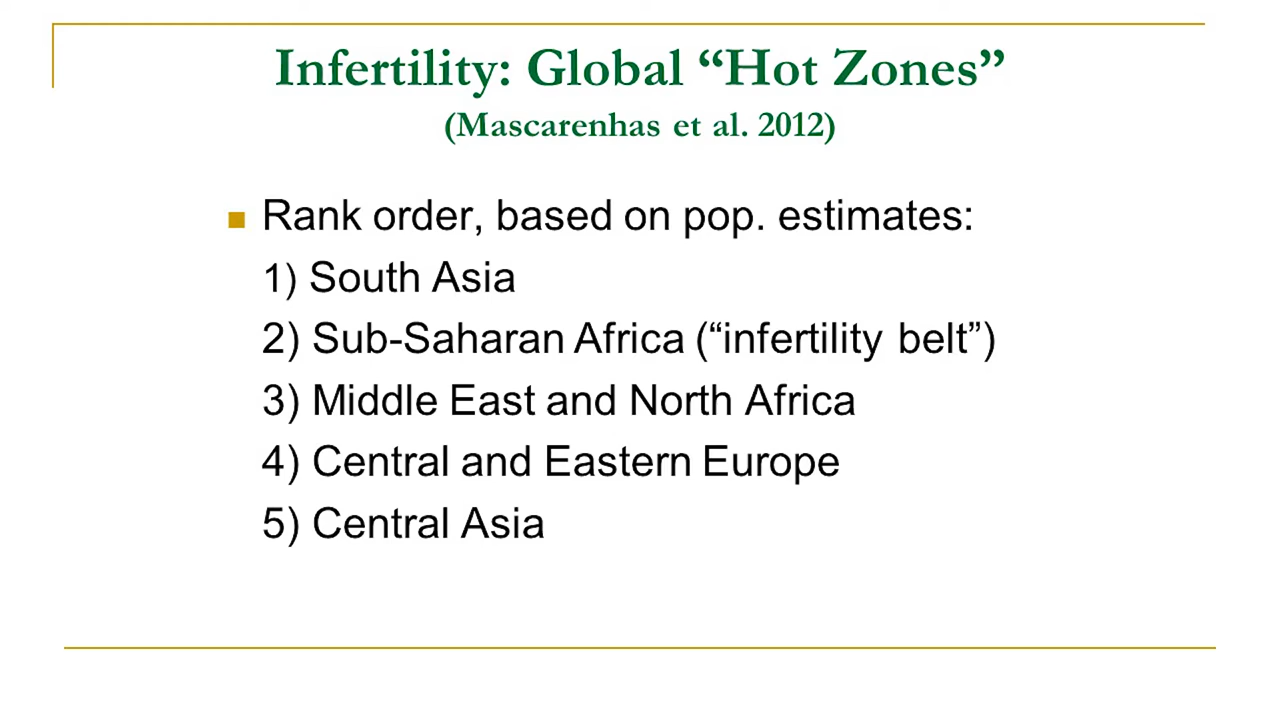 Infertility: Global “Hot Zones”
(Mascarenhas et al. 2012)
Rank order, based on pop. estimates:
1) South Asia
2) Sub-Saharan Africa (“infertility belt”)
3) Middle East and North Africa
4) Central and Eastern Europe
5) Central Asia